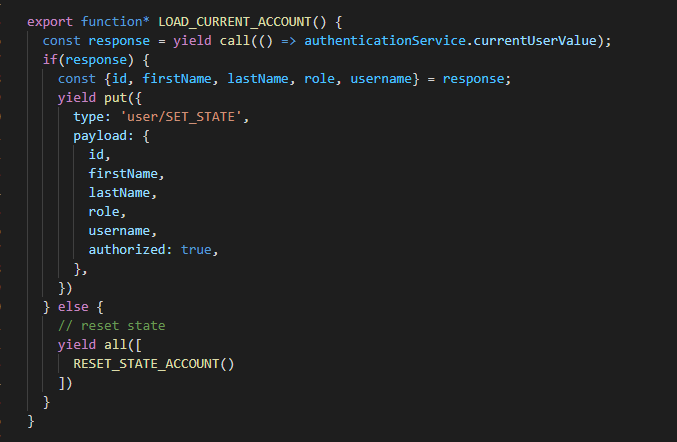 export function* LOAD_CURRENT_ACCOUNT() {
  const response = yield call(() => authenticationService.currentUserValue);
  if(response) {
    const {id, firstName, lastName, role, username} = response;
    yield put({
      type: 'user/SET_STATE',
      payload: {
        id,
        firstName,
        lastName,
        role,
        username,
        authorized: true,
      },
    })
  } else {
    // reset state
    yield all([
      RESET_STATE_ACCOUNT()
    ])
  }
}